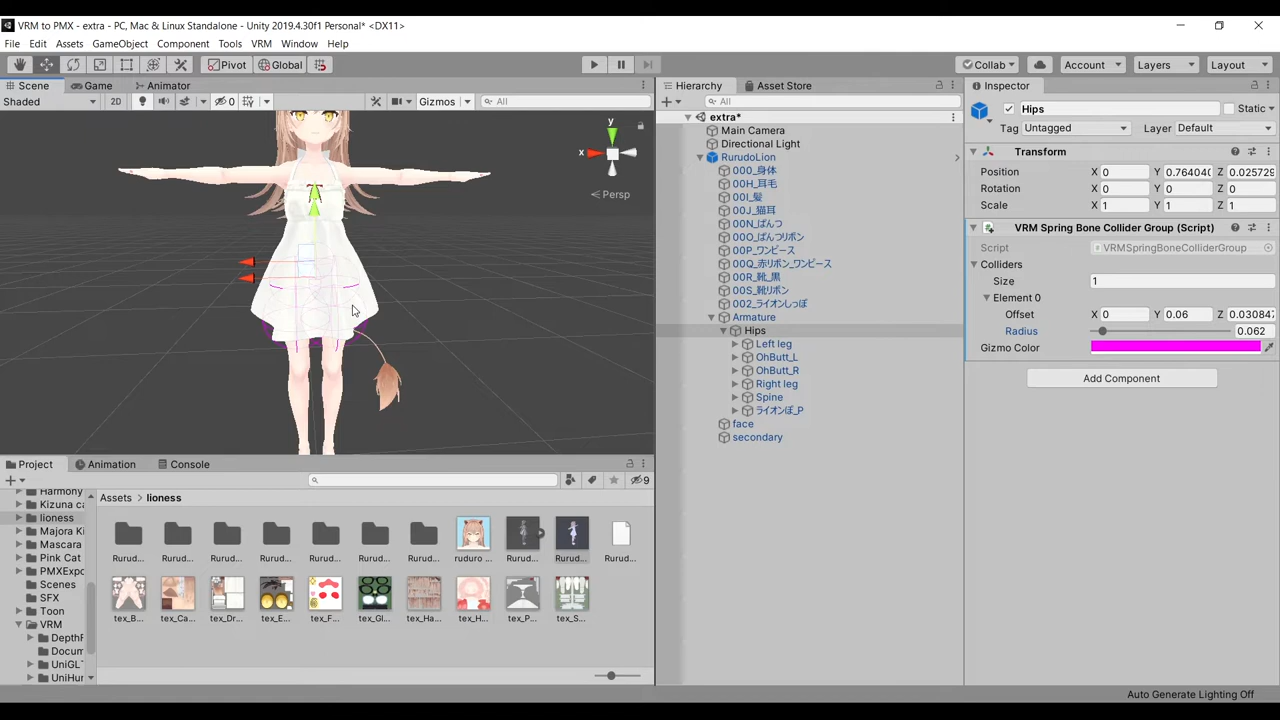 VRM to PMX - extra - PC, Mac & Linux Standalone - Unity 2019.4.30f1 Personal* <DX11>
File Edit Assets GameObject Component Tools VRM Window Help
Pivot Global Collab Account Layers Layout
Scene Game Animator
Shaded 2D 0 Gizmos All
y
x
Persp
Hierarchy Asset Store
All
extra*
Main Camera
Directional Light
RurudoLion
000_身体
00H_耳毛
00I_髪
00J_猫耳
00N_ぱんつ
00O_ぱんつリボン
00P_ワンピース
00Q_赤リボン_ワンピース
00R_靴_黒
00S_靴リボン
002_ライオンしっぽ
Armature
Hips
Left leg
OhButt_L
OhButt_R
Right leg
Spine
ライオンぽ_P
face
secondary
Inspector
Hips Static
Tag Untagged Layer Default
Transform
Position X 0 Y 0.764040 Z 0.025729
Rotation X 0 Y 0 Z 0
Scale X 1 Y 1 Z 1
VRM Spring Bone Collider Group (Script)
Script VRMSpringBoneColliderGroup
Colliders
Size 1
Element 0
Offset X 0 Y 0.06 Z 0.030847
Radius 0.062
Gizmo Color
Add Component
Project Animation Console
9
Harmony
Kizuna ca
lioness
Majora Ki
Mascara
Pink Cat
PMXExpo
Scenes
SFX
Toon
VRM
DepthF
Docum
UniGL
UniHur
Assets > lioness
Rurud... Rurud... Rurud... Rurud... Rurud... Rurud... Rurud... ruduro ... Rurud... Rurud... Rurud...
tex_B... tex_Ca... tex_Dr... tex_E... tex_F... tex_Gl... tex_Ha... tex_H... tex_P... tex_S...
Auto Generate Lighting Off